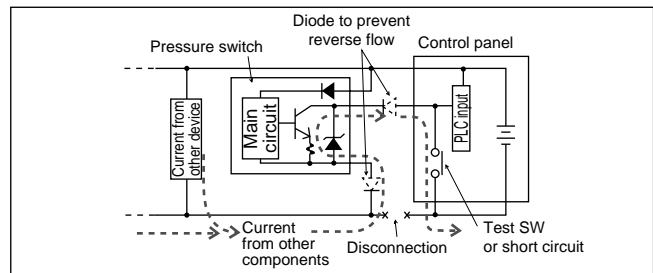 Diode to prevent
reverse flow
Pressure switch
Control panel
Current from
other device
Main
circuit
PLC input
Current
from other
components
Disconnection
Test SW
or short circuit